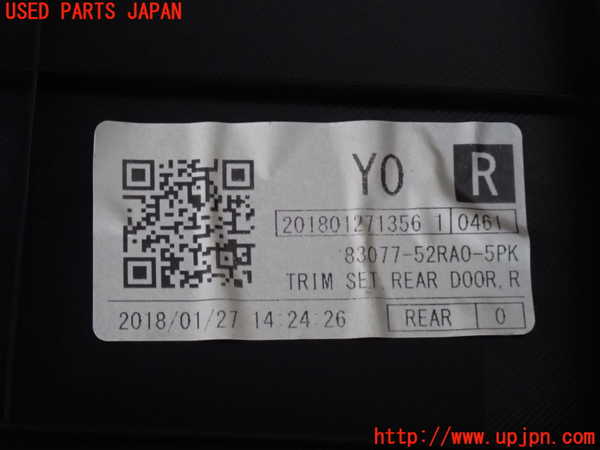 USED PARTS JAPAN
YO R
201801271356 1 0461
83077-52RA0-5PK
TRIM SET,REAR DOOR,R
2018/01/27 14:24:26 REAR 0
http://www.upjpn.com/